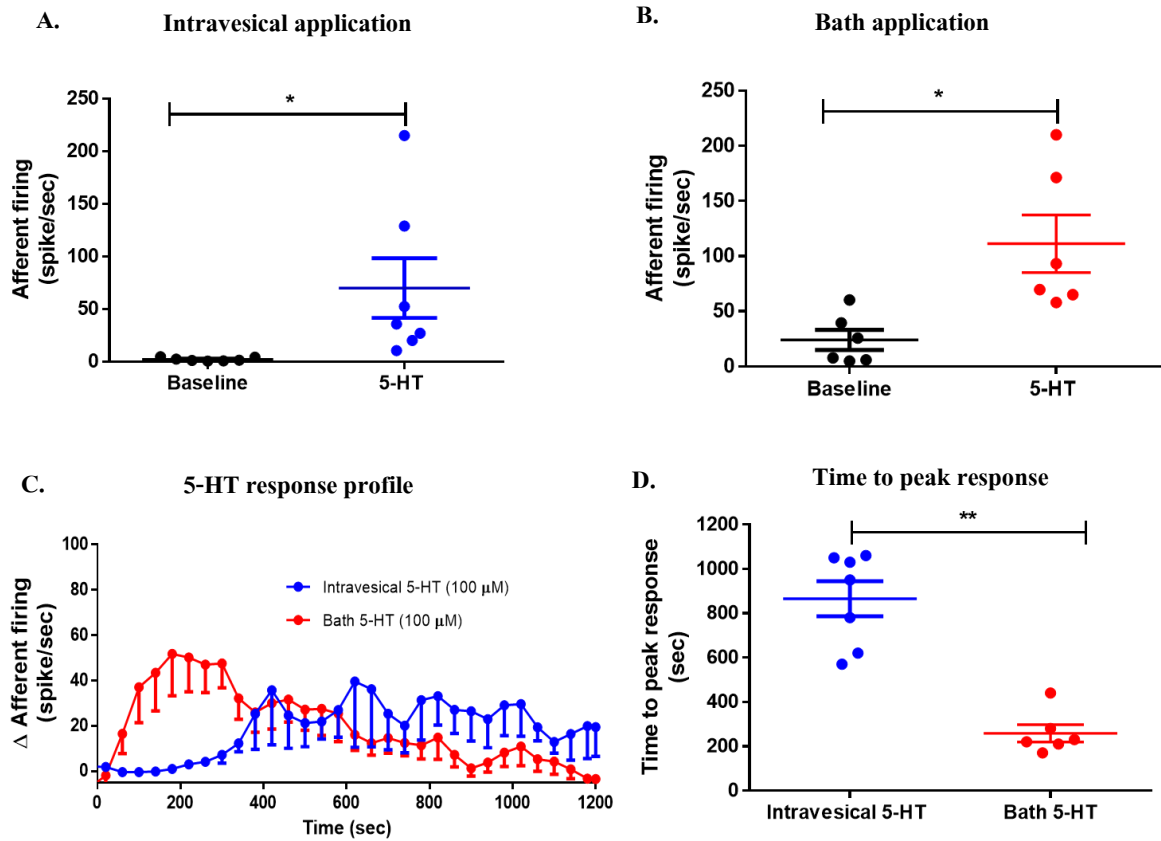 A.
Intravesical application
Afferent firing
(spike/sec)
250
200
150
100
50
0
*
Baseline
5-HT
B.
Bath application
Afferent firing
(spike/sec)
250
200
150
100
50
0
*
Baseline
5-HT
C.
5-HT response profile
Δ Afferent firing
(spike/sec)
100
80
60
40
20
0
Intravesical 5-HT (100 μM)
Bath 5-HT (100 μM)
0
200
400
600
800
1000
1200
Time (sec)
D.
Time to peak response
Time to peak response
(sec)
1200
1000
800
600
400
200
0
**
Intravesical 5-HT
Bath 5-HT